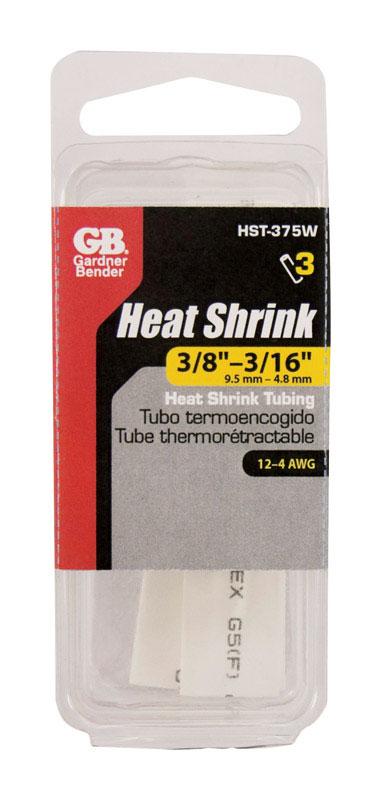 HST-375W
GB.
Gardner
Bender
3
Heat Shrink
3/8"–3/16"
9.5 mm – 4.8 mm
Heat Shrink Tubing
Tubo termoencogido
Tube thermorétractable
12–4 AWG
EX G5(F)